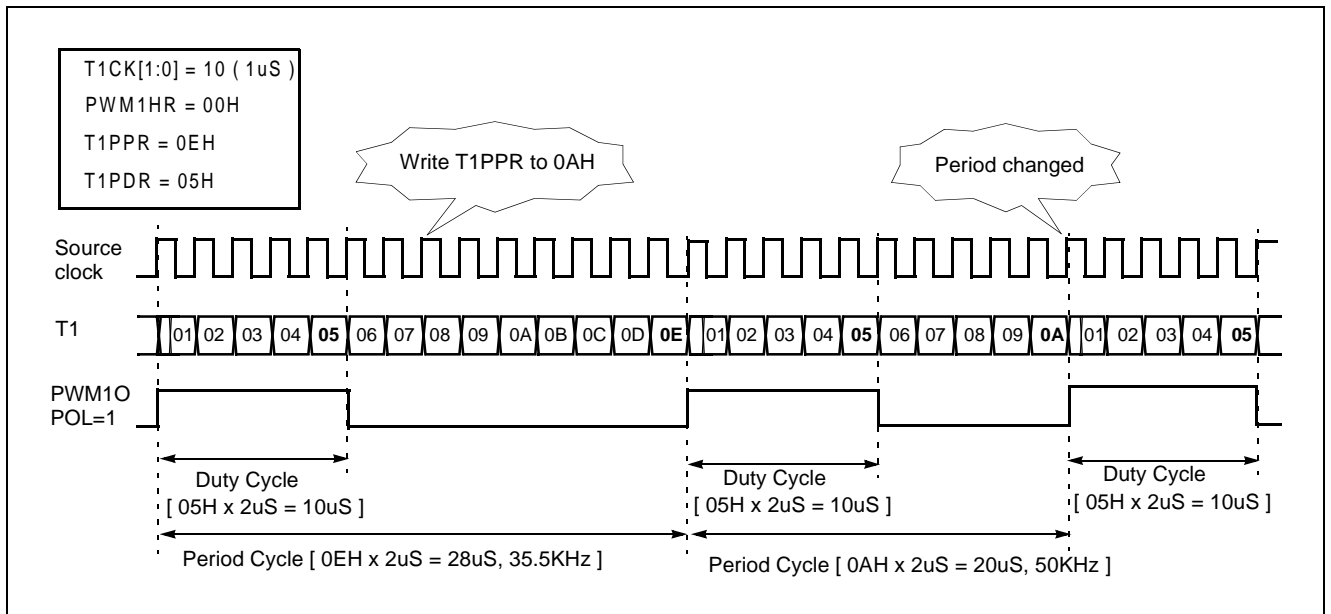 T1CK[1:0] = 10 ( 1uS )
PWM1HR = 00H
T1PPR = 0EH
T1PDR = 05H
Write T1PPR to 0AH
Period changed
Source
clock
T1
01 02 03 04 05 06 07 08 09 0A 0B 0C 0D 0E 01 02 03 04 05 06 07 08 09 0A 01 02 03 04 05
PWM1O
POL=1
Duty Cycle
[ 05H x 2uS = 10uS ]
Duty Cycle
[ 05H x 2uS = 10uS ]
Duty Cycle
[ 05H x 2uS = 10uS ]
Period Cycle [ 0EH x 2uS = 28uS, 35.5KHz ]
Period Cycle [ 0AH x 2uS = 20uS, 50KHz ]